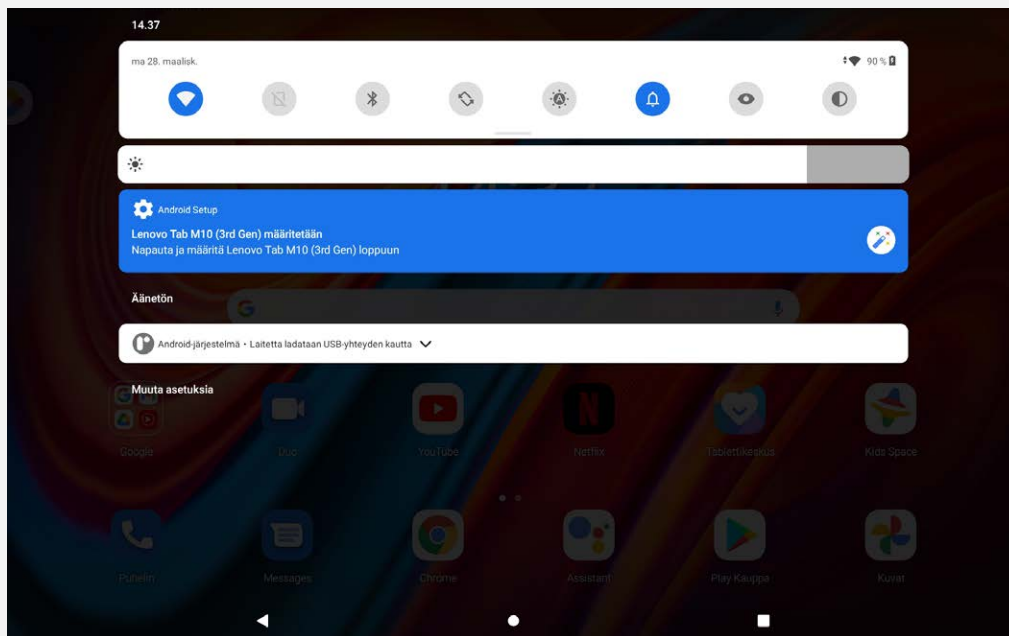 14.37
ma 28. maalisk.
90 %
Android Setup
Lenovo Tab M10 (3rd Gen) määritetään
Napauta ja määritä Lenovo Tab M10 (3rd Gen) loppuun
Äänetön
Android-järjestelmä • Laitetta ladataan USB-yhteyden kautta
Muuta asetuksia
Google
Duo
YouTube
Netflix
Tablettikeskus
Kids Space
Puhelin
Messages
Chrome
Assistant
Play Kauppa
Kuvat